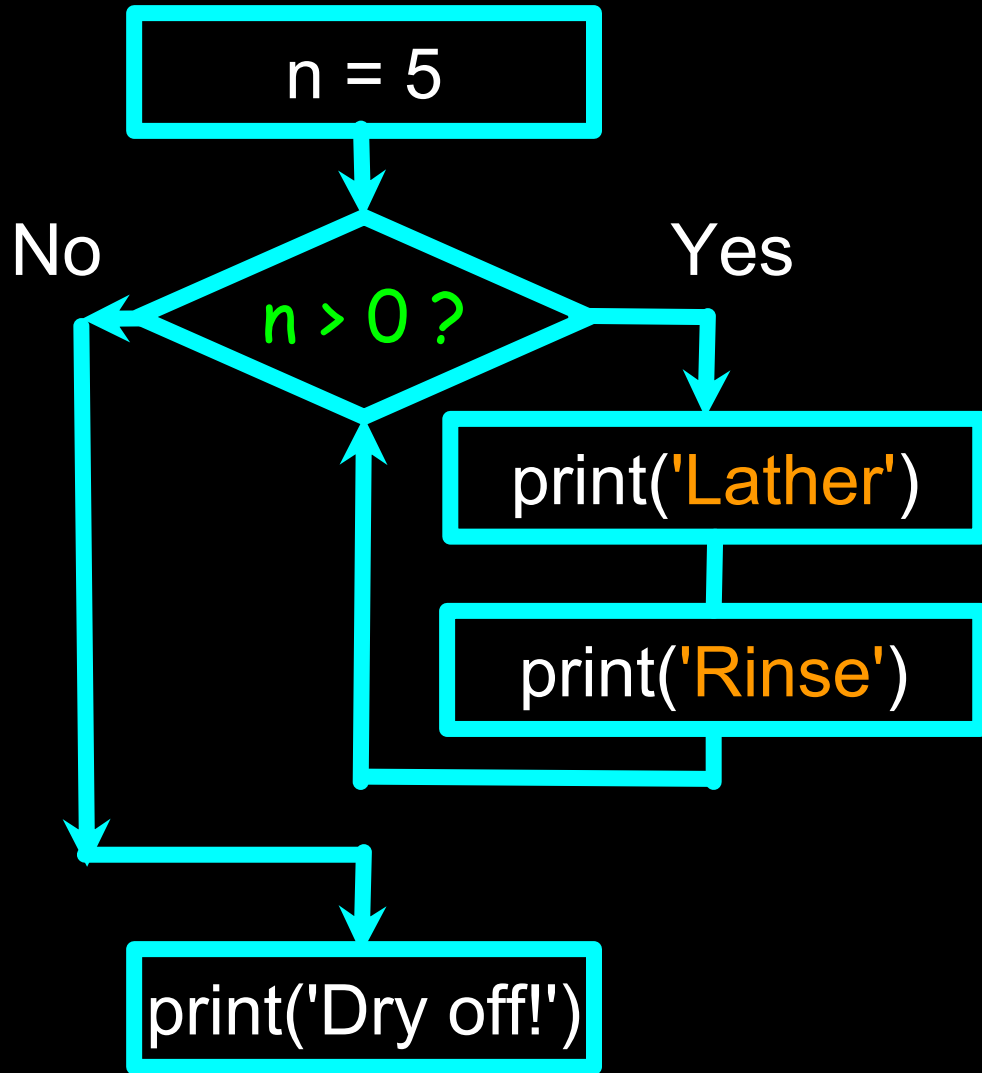 n = 5
No
Yes
n > 0 ?
print('Lather')
print('Rinse')
print('Dry off!')